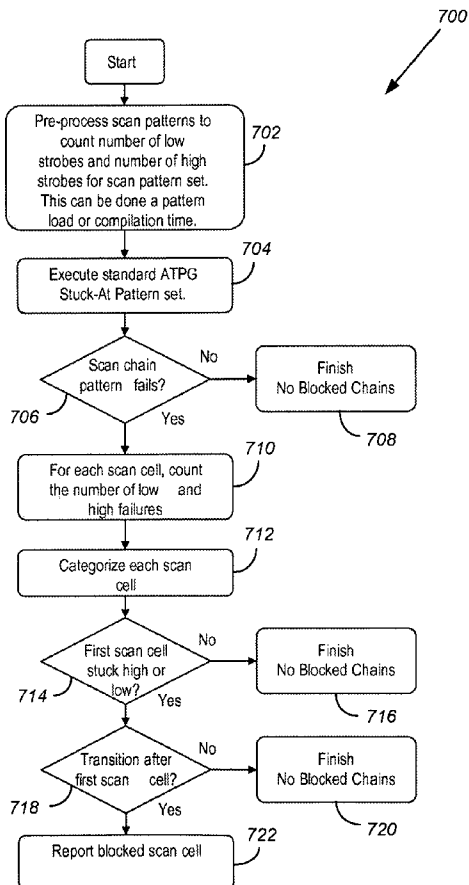 700
Start
Pre-process scan patterns to
count number of low
strobes and number of high
strobes for scan pattern set.
This can be done a pattern
load or compilation time.
702
704
Execute standard ATPG
Stuck-At Pattern set.
Scan chain
pattern fails?
No
Finish
No Blocked Chains
706
Yes
708
710
For each scan cell, count
the number of low and
high failures
712
Categorize each scan
cell
First scan cell
stuck high or
low?
No
Finish
No Blocked Chains
714
Yes
716
Transition after
first scan cell?
No
Finish
No Blocked Chains
718
Yes
720
722
Report blocked scan cell